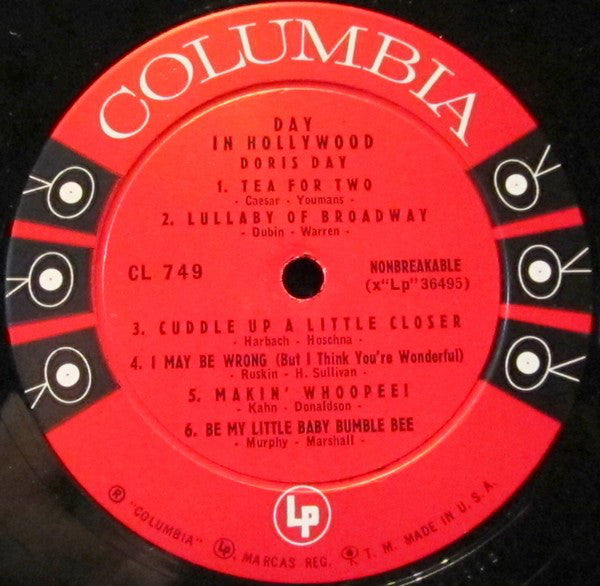 COLUMBIA
DAY
IN HOLLYWOOD
DORIS DAY
1. TEA FOR TWO
- Caesar - Youmans -
2. LULLABY OF BROADWAY
- Dubin - Warren -
CL 749
NONBREAKABLE
(x"Lp" 36495)
3. CUDDLE UP A LITTLE CLOSER
- Harbach - Hoschna -
4. I MAY BE WRONG (But I Think You're Wonderful)
- Ruskin - H. Sullivan -
5. MAKIN' WHOOPEE!
- Kahn - Donaldson -
6. BE MY LITTLE BABY BUMBLE BEE
- Murphy - Marshall -
Lp
® "COLUMBIA" Lp, MARCAS REG. T. M. MADE IN U. S. A.